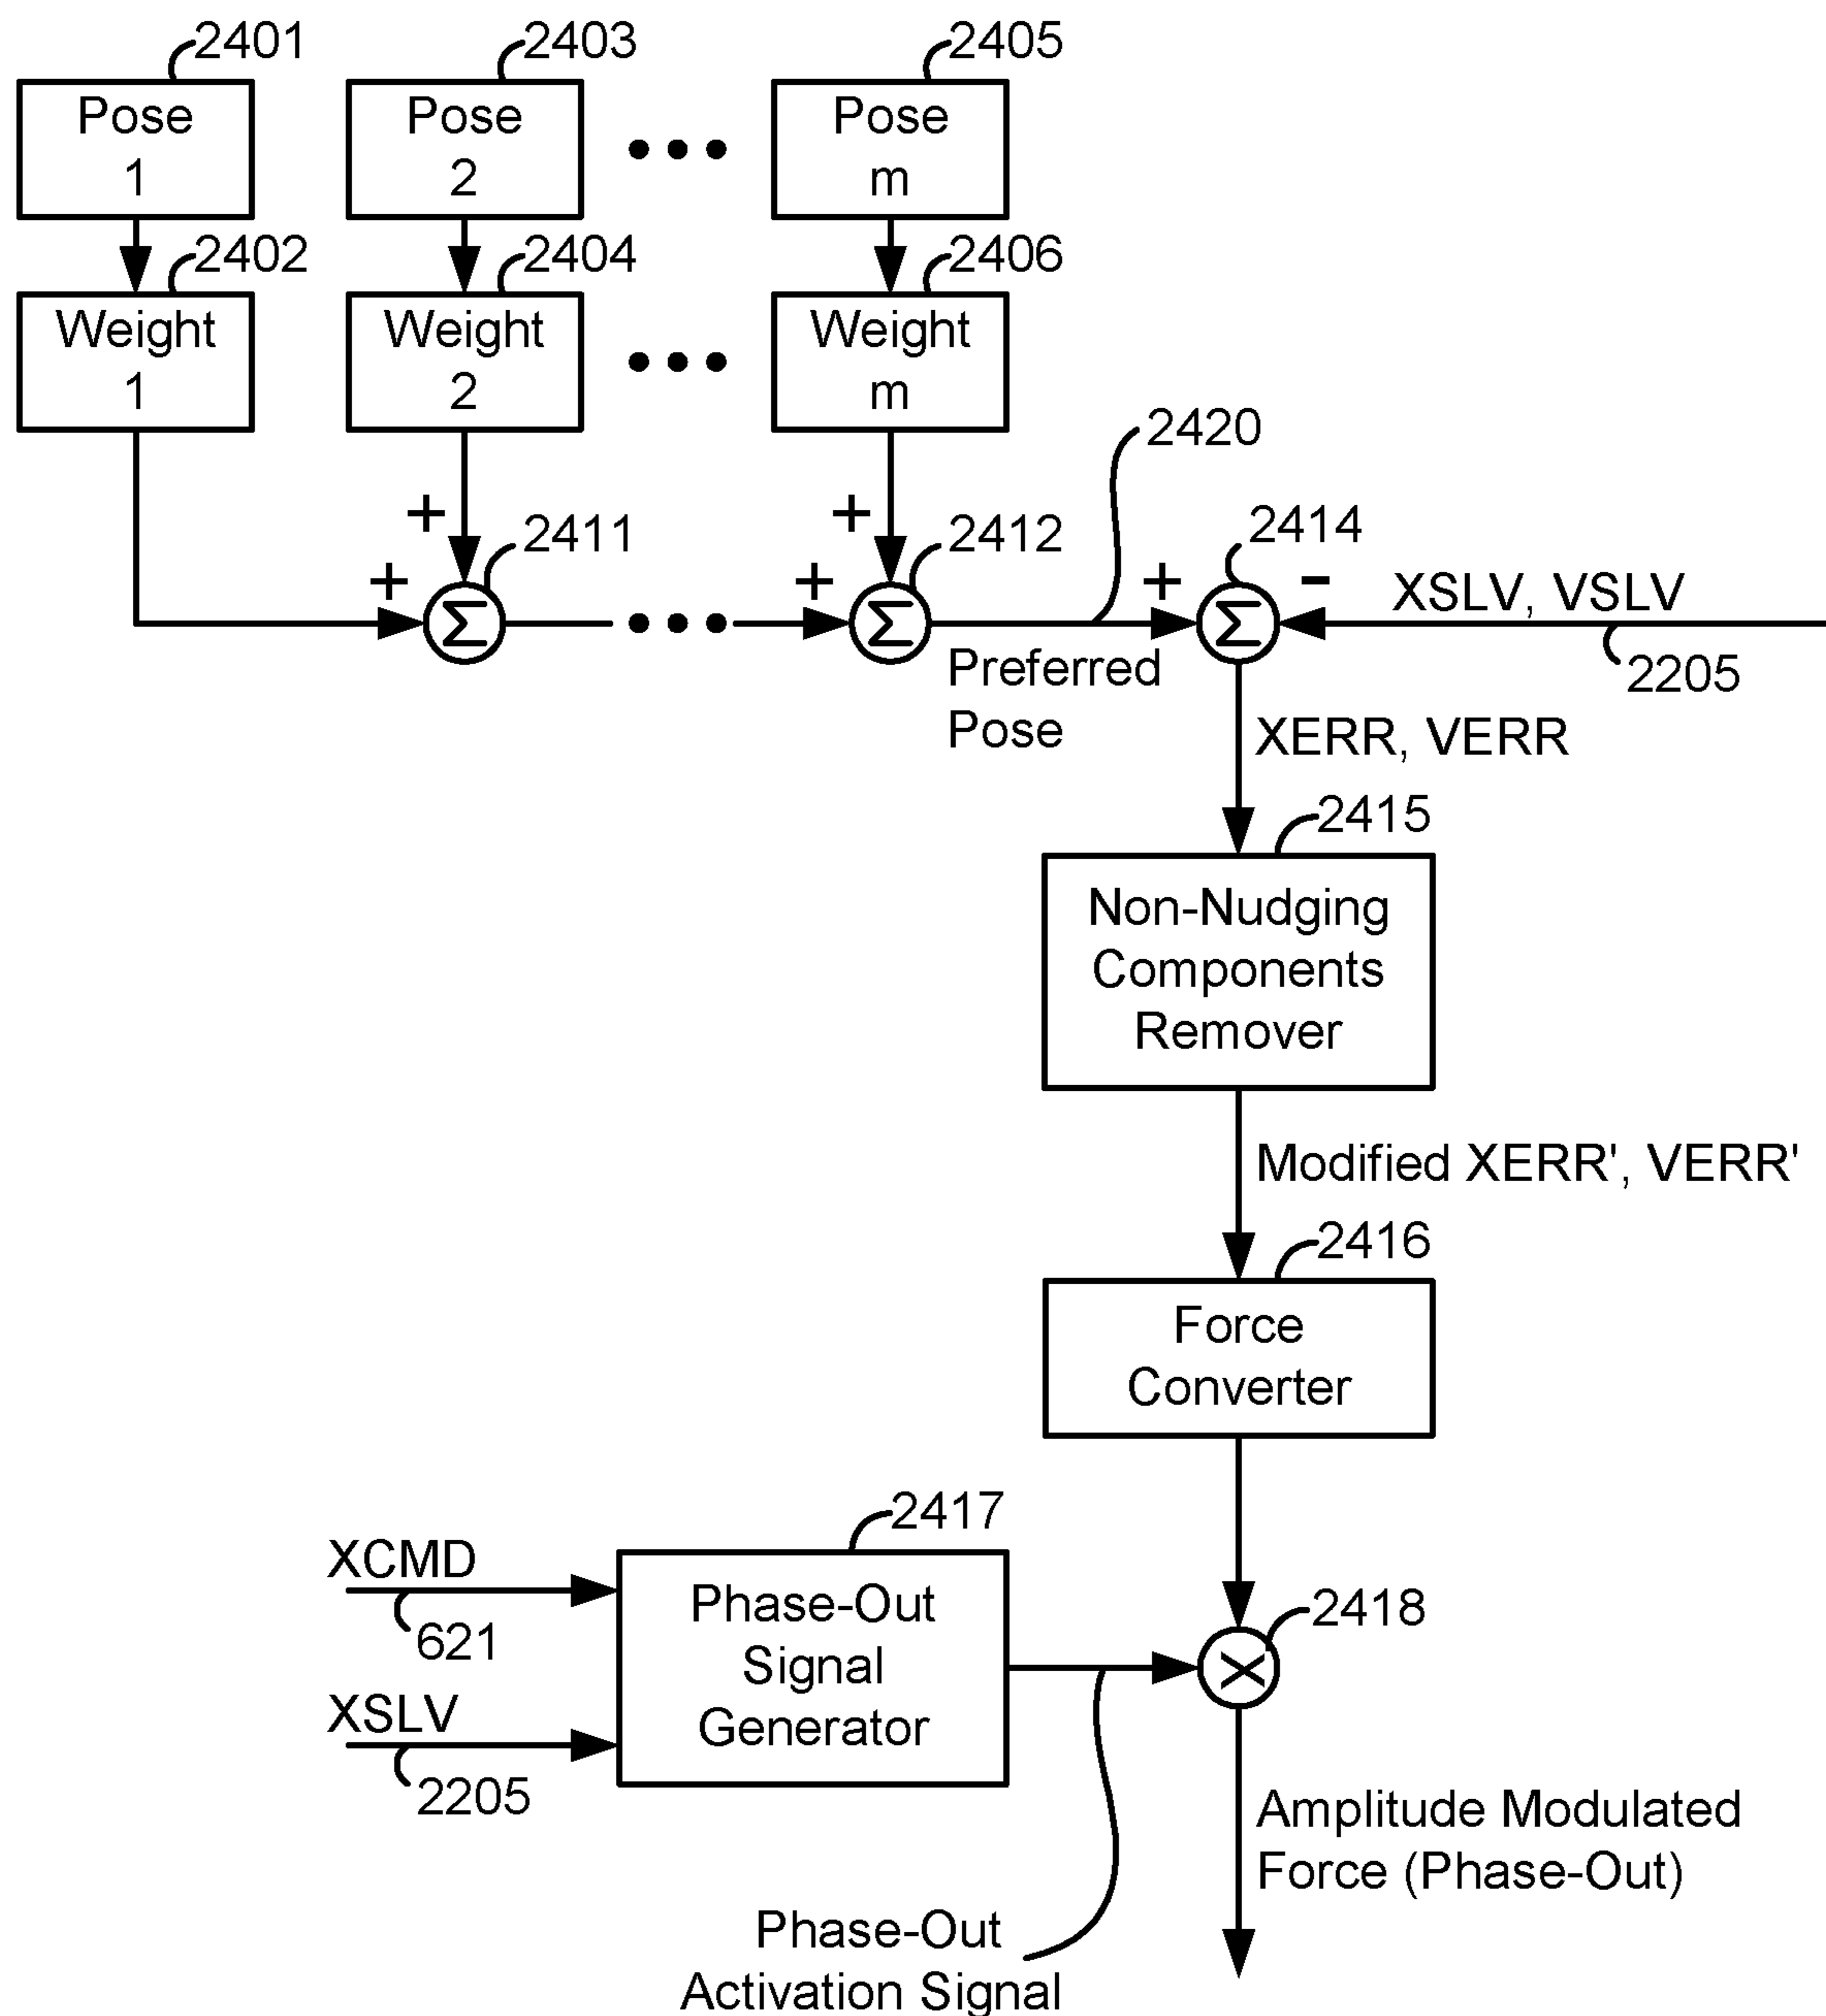 2401
2403
2405
Pose
1
Pose
2
Pose
m
2402
2404
2406
Weight
1
Weight
2
Weight
m
2420
+
+
2411
2412
2414
+
Σ
+
Σ
+
Σ
-
XSLV, VSLV
2205
Preferred
Pose
XERR, VERR
2415
Non-Nudging
Components
Remover
Modified XERR', VERR'
2416
Force
Converter
2417
XCMD
621
XSLV
2205
Phase-Out
Signal
Generator
2418
X
Amplitude Modulated
Force (Phase-Out)
Phase-Out
Activation Signal